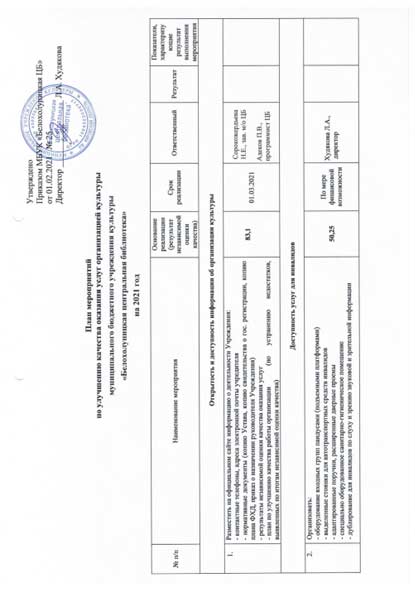 Утверждено
Приказом МБУК «Белохолуницкая ЦБ»
от 01.02.2021 № 25
Директор Л.А. Худякова
План мероприятий
по улучшению качества оказания услуг организацией культуры
муниципального бюджетного учреждения культуры
«Белохолуницкая центральная библиотека»
на 2021 год
№ п/п
Наименование мероприятия
Основание
реализации
(результат
независимой
оценки
качества)
Срок
реализации
Ответственный
Результат
Показатели,
характеризу
ющие
результат
выполнения
мероприятия
Открытость и доступность информации об организации культуры
1.
Разместить на официальном сайте информацию о деятельности Учреждения:
- контактные телефоны, адреса электронной почты учредителя
- нормативные документы (копию Устава, копию свидетельства о гос. регистрации, копию
плана ФХД, приказ о назначении руководителя Учреждения)
- результаты независимой оценки качества оказания услуг
- план по улучшению качества работы организации (по устранению недостатков,
выявленных по итогам независимой оценки качества)
83,1
01.03.2021
Н.Е., зав. м/о ЦБ
П.В.,
программист ЦБ
Доступность услуг для инвалидов
2.
Организовать:
- оборудование входных групп пандусами (подъемными платформами)
- выделенные стоянки для автотранспортных средств инвалидов
- адаптированные поручни, расширенные дверные проемы
- специально оборудованное санитарно-гигиеническое помещение
- дублирование для инвалидов по слуху и зрению звуковой и зрительной информации
50,25
По мере
финансовой
возможности
Худякова Л.А.,
директор